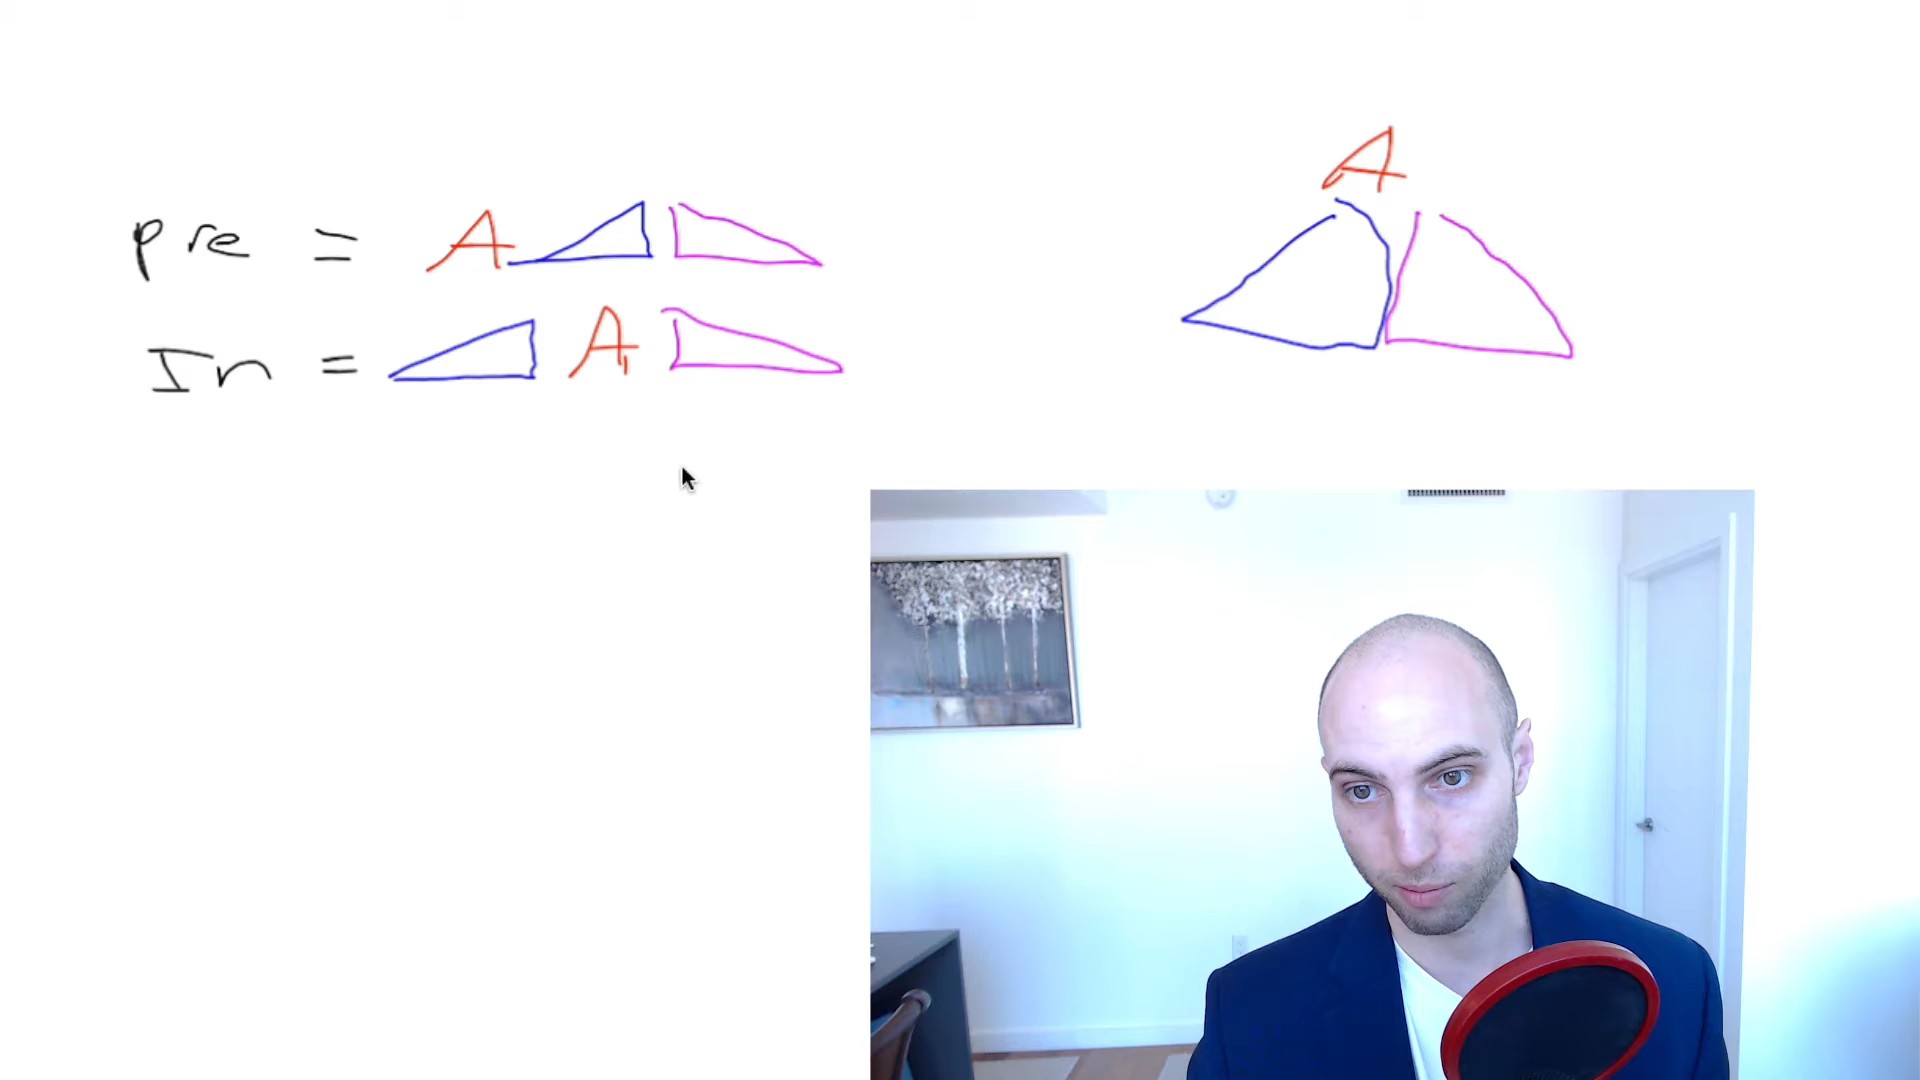 A
pre = A
In = A